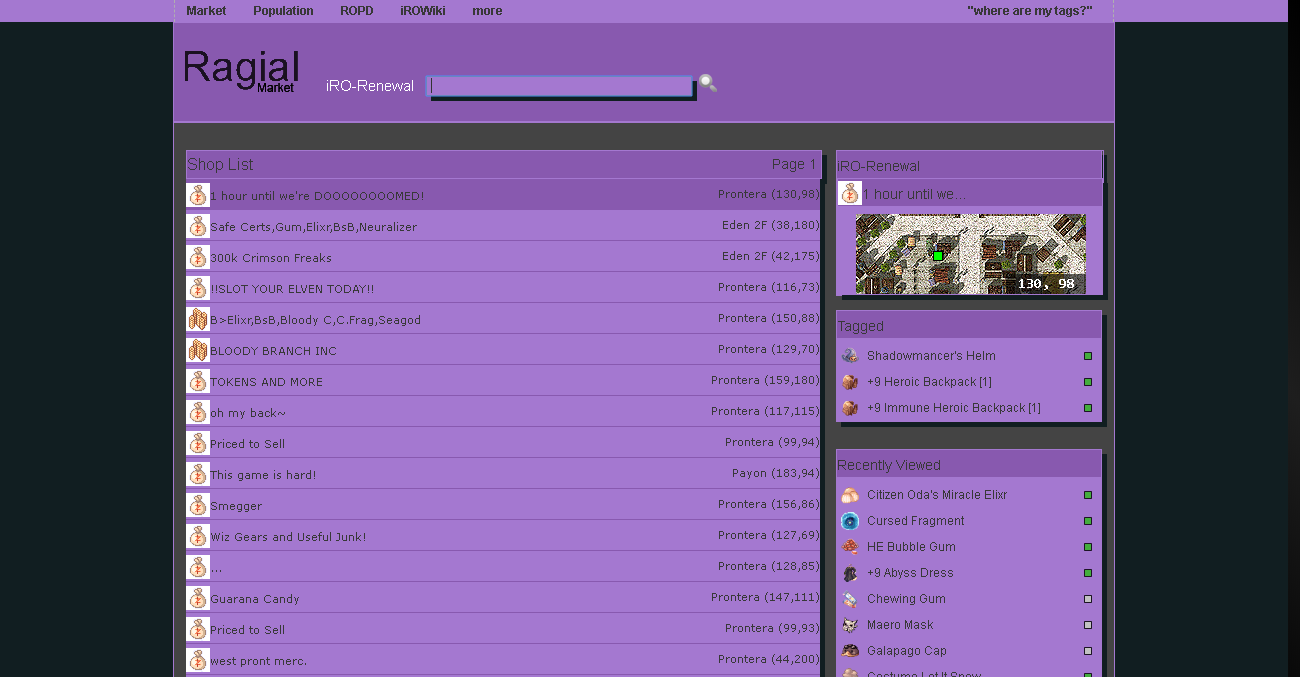 Market Population ROPD iROWiki more "where are my tags?"
Ragial
Market
iRO-Renewal
Shop List Page 1
1 hour until we're DOOOOOOOOMED! Prontera (130,98)
Safe Certs,Gum,Elixr,BsB,Neuralizer Eden 2F (38,180)
300k Crimson Freaks Eden 2F (42,175)
!!SLOT YOUR ELVEN TODAY!! Prontera (116,73)
B>Elixr,BsB,Bloody C,C.Frag,Seagod Prontera (150,88)
BLOODY BRANCH INC Prontera (129,70)
TOKENS AND MORE Prontera (159,180)
oh my back~ Prontera (117,115)
Priced to Sell Prontera (99,94)
This game is hard! Payon (183,94)
Smegger Prontera (156,86)
Wiz Gears and Useful Junk! Prontera (127,69)
... Prontera (128,85)
Guarana Candy Prontera (147,111)
Priced to Sell Prontera (99,93)
west pront merc. Prontera (44,200)
iRO-Renewal
1 hour until we...
130, 98
Tagged
Shadowmancer's Helm
+9 Heroic Backpack [1]
+9 Immune Heroic Backpack [1]
Recently Viewed
Citizen Oda's Miracle Elixr
Cursed Fragment
HE Bubble Gum
+9 Abyss Dress
Chewing Gum
Maero Mask
Galapago Cap
Costume Let It Snow